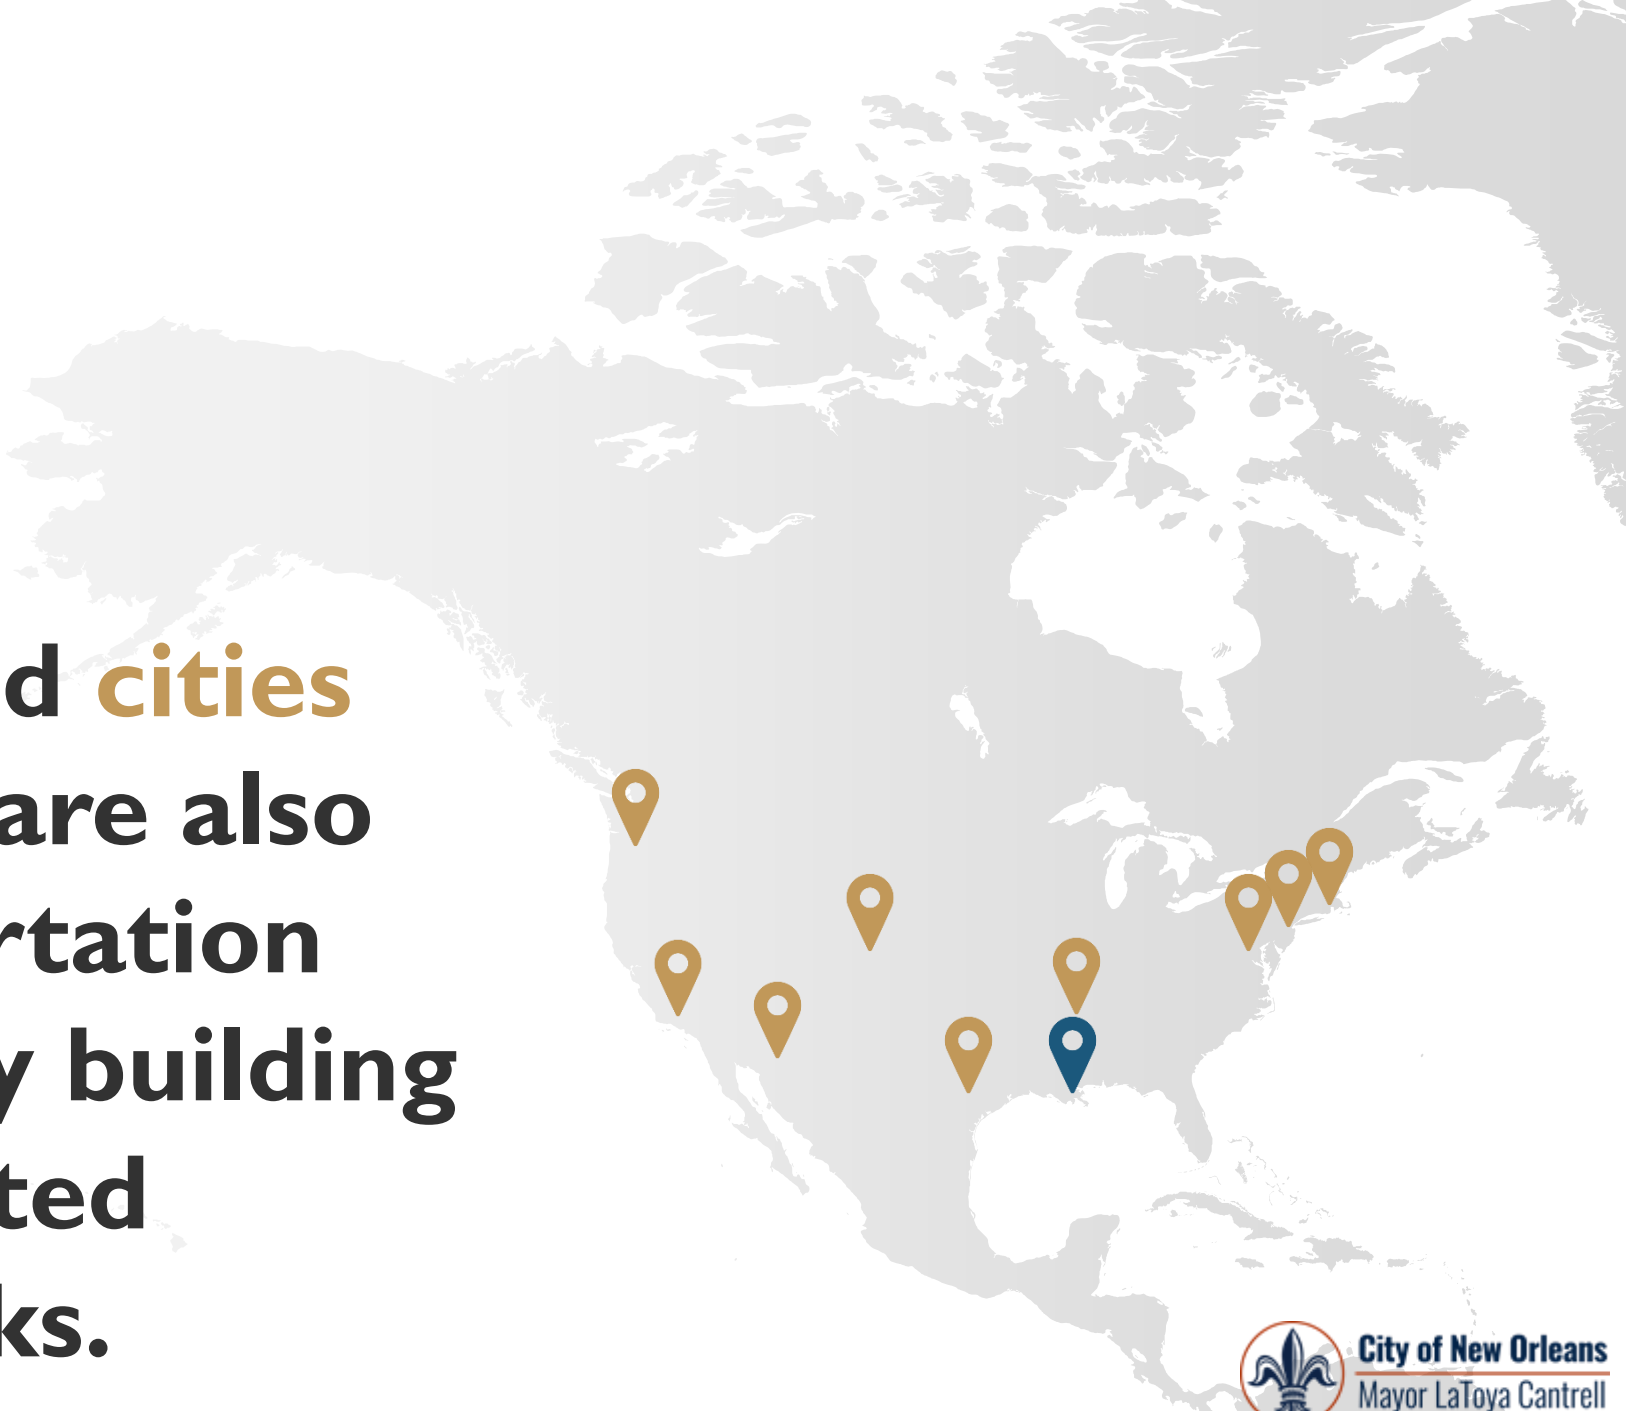 d cities
are also
rtation
y building
ted
ks.
City of New Orleans
Mayor LaToya Cantrell